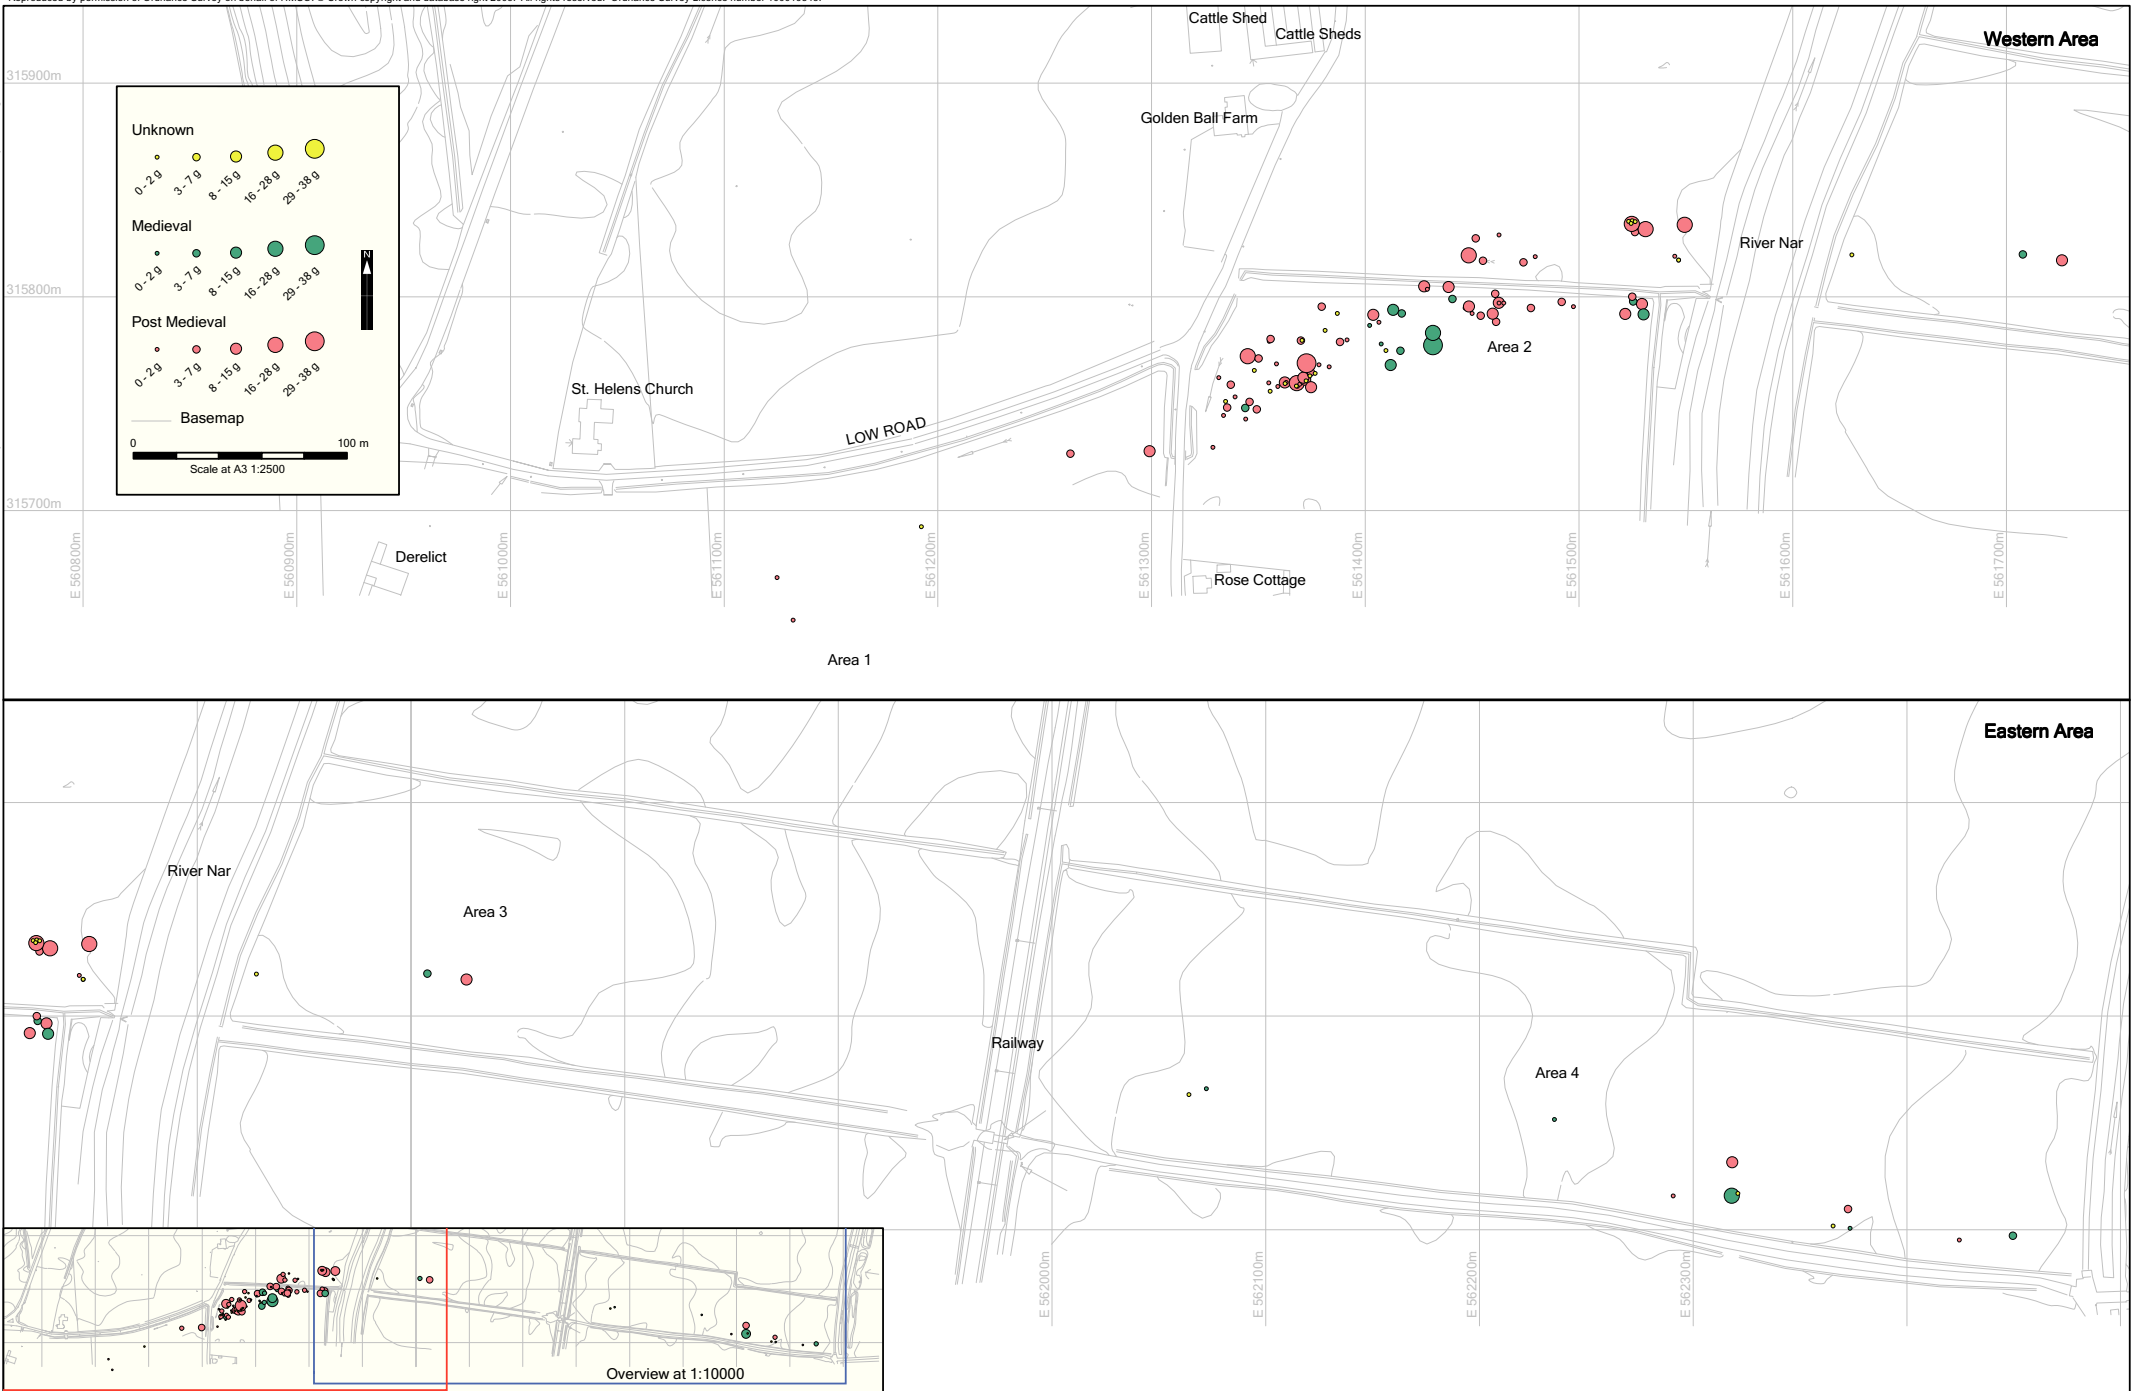 Western Area
Cattle Shed
Cattle Sheds
315900m
Golden Ball Farm
Unknown
0 - 2 g
3 - 7 g
8 - 15 g
16 - 28 g
29 - 38 g
Medieval
0 - 2 g
3 - 7 g
8 - 15 g
16 - 28 g
29 - 38 g
N
Post Medieval
0 - 2 g
3 - 7 g
8 - 15 g
16 - 28 g
29 - 38 g
Basemap
0 100 m
Scale at A3 1:2500
River Nar
315800m
Area 2
St. Helens Church
LOW ROAD
315700m
Derelict
Rose Cottage
E 560800m
E 560900m
E 561000m
E 561100m
E 561200m
E 561300m
E 561400m
E 561500m
E 561600m
E 561700m
Area 1
Eastern Area
River Nar
Area 3
Railway
Area 4
E 562000m
E 562100m
E 562200m
E 562300m
Overview at 1:10000